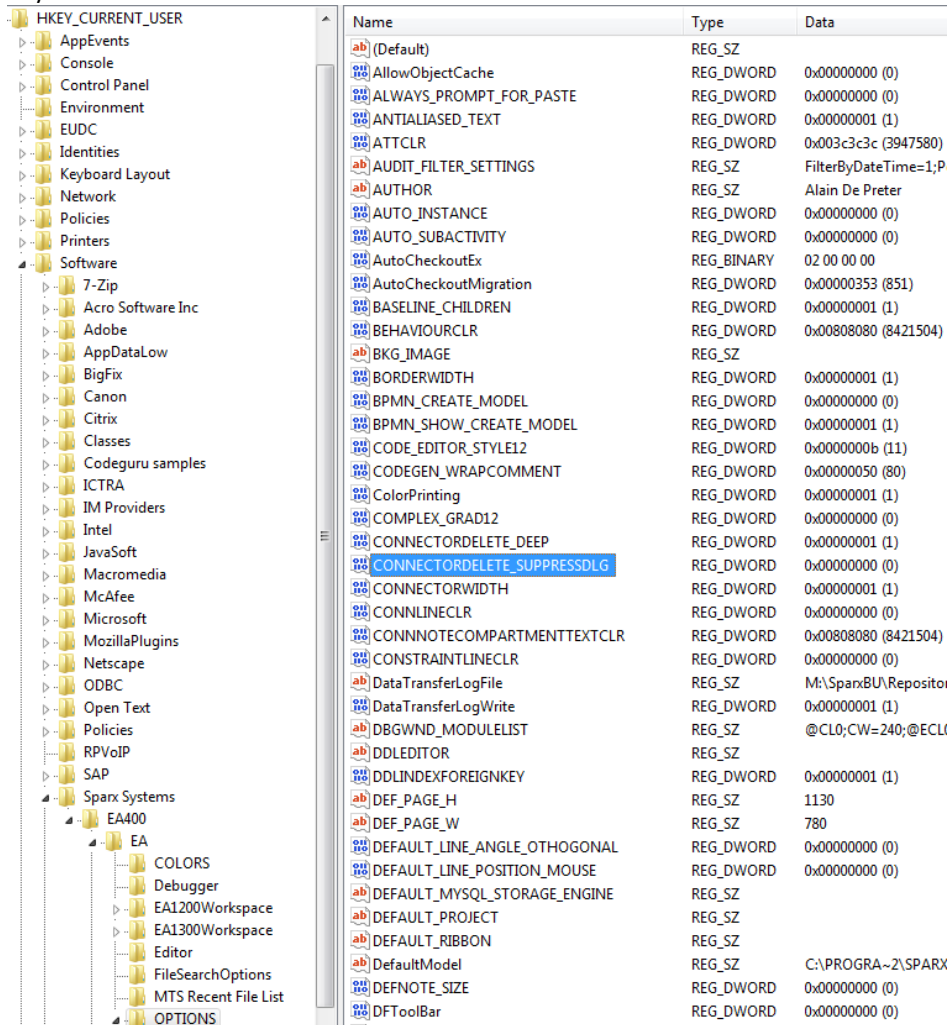 HKEY_CURRENT_USER
AppEvents
Console
Control Panel
Environment
EUDC
Identities
Keyboard Layout
Network
Policies
Printers
Software
7-Zip
Acro Software Inc
Adobe
AppDataLow
BigFix
Canon
Citrix
Classes
Codeguru samples
ICTRA
IM Providers
Intel
JavaSoft
Macromedia
McAfee
Microsoft
MozillaPlugins
Netscape
ODBC
Open Text
Policies
RPVoIP
SAP
Sparx Systems
EA400
EA
COLORS
Debugger
EA1200Workspace
EA1300Workspace
Editor
FileSearchOptions
MTS Recent File List
OPTIONS
Name Type Data
(Default) REG_SZ
AllowObjectCache REG_DWORD 0x00000000 (0)
ALWAYS_PROMPT_FOR_PASTE REG_DWORD 0x00000000 (0)
ANTIALIASED_TEXT REG_DWORD 0x00000001 (1)
ATTCLR REG_DWORD 0x003c3c3c (3947580)
AUDIT_FILTER_SETTINGS REG_SZ FilterByDateTime=1;P
AUTHOR REG_SZ Alain De Preter
AUTO_INSTANCE REG_DWORD 0x00000000 (0)
AUTO_SUBACTIVITY REG_DWORD 0x00000000 (0)
AutoCheckoutEx REG_BINARY 02 00 00 00
AutoCheckoutMigration REG_DWORD 0x00000353 (851)
BASELINE_CHILDREN REG_DWORD 0x00000001 (1)
BEHAVIOURCLR REG_DWORD 0x00808080 (8421504)
BKG_IMAGE REG_SZ
BORDERWIDTH REG_DWORD 0x00000001 (1)
BPMN_CREATE_MODEL REG_DWORD 0x00000000 (0)
BPMN_SHOW_CREATE_MODEL REG_DWORD 0x00000001 (1)
CODE_EDITOR_STYLE12 REG_DWORD 0x0000000b (11)
CODEGEN_WRAPCOMMENT REG_DWORD 0x00000050 (80)
ColorPrinting REG_DWORD 0x00000001 (1)
COMPLEX_GRAD12 REG_DWORD 0x00000000 (0)
CONNECTORDELETE_DEEP REG_DWORD 0x00000001 (1)
CONNECTORDELETE_SUPPRESSDLG REG_DWORD 0x00000000 (0)
CONNECTORWIDTH REG_DWORD 0x00000001 (1)
CONNLINECLR REG_DWORD 0x00000000 (0)
CONNNOTECOMPARTMENTTEXTCLR REG_DWORD 0x00808080 (8421504)
CONSTRAINTLINECLR REG_DWORD 0x00000000 (0)
DataTransferLogFile REG_SZ M:\SparxBU\Repositor
DataTransferLogWrite REG_DWORD 0x00000001 (1)
DBGWND_MODULELIST REG_SZ @CL0;CW=240;@ECL0
DDLEDITOR REG_SZ
DDLINDEXFOREIGNKEY REG_DWORD 0x00000001 (1)
DEF_PAGE_H REG_SZ 1130
DEF_PAGE_W REG_SZ 780
DEFAULT_LINE_ANGLE_OTHOGONAL REG_DWORD 0x00000000 (0)
DEFAULT_LINE_POSITION_MOUSE REG_DWORD 0x00000000 (0)
DEFAULT_MYSQL_STORAGE_ENGINE REG_SZ
DEFAULT_PROJECT REG_SZ
DEFAULT_RIBBON REG_SZ
DefaultModel REG_SZ C:\PROGRA~2\SPARX
DEFNOTE_SIZE REG_DWORD 0x00000000 (0)
DFToolBar REG_DWORD 0x00000000 (0)